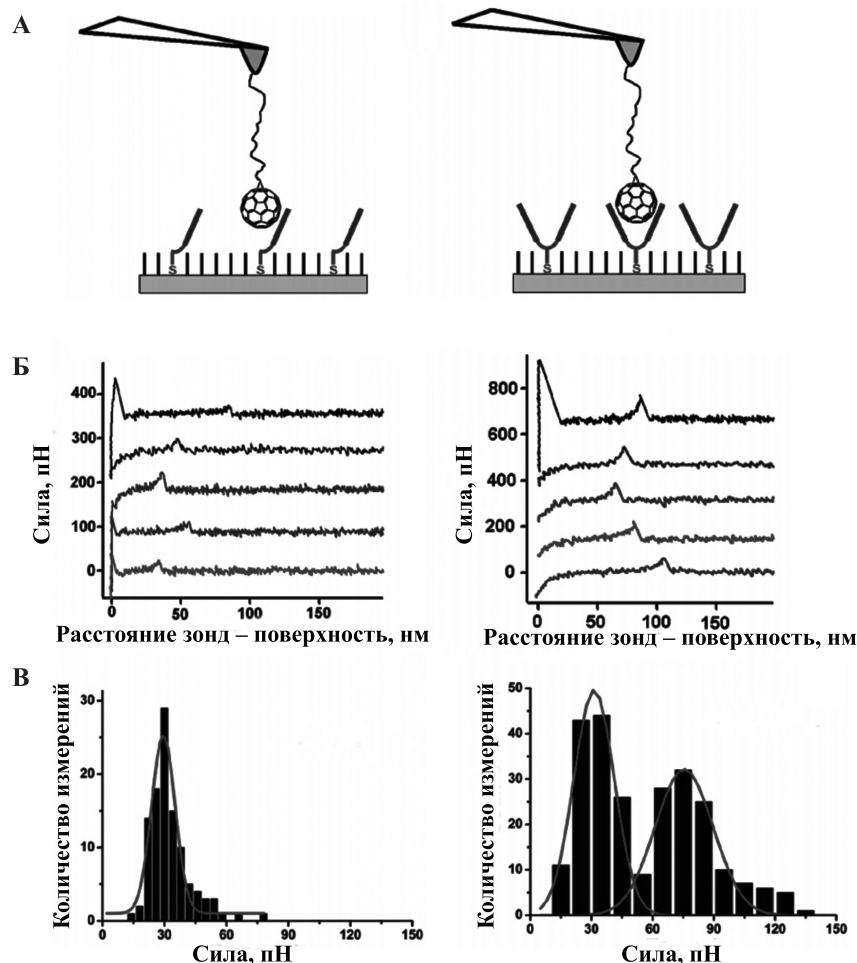 А
S S S
S S S
Б
Сила, пН
400
300
200
100
0
0 50 100 150
Расстояние зонд – поверхность, нм
Сила, пН
800
600
400
200
0
0 50 100 150
Расстояние зонд – поверхность, нм
В
Количество измерений
30
20
10
0
0 30 60 90 120 150
Сила, пН
Количество измерений
50
40
30
20
10
0
0 30 60 90 120 150
Сила, пН